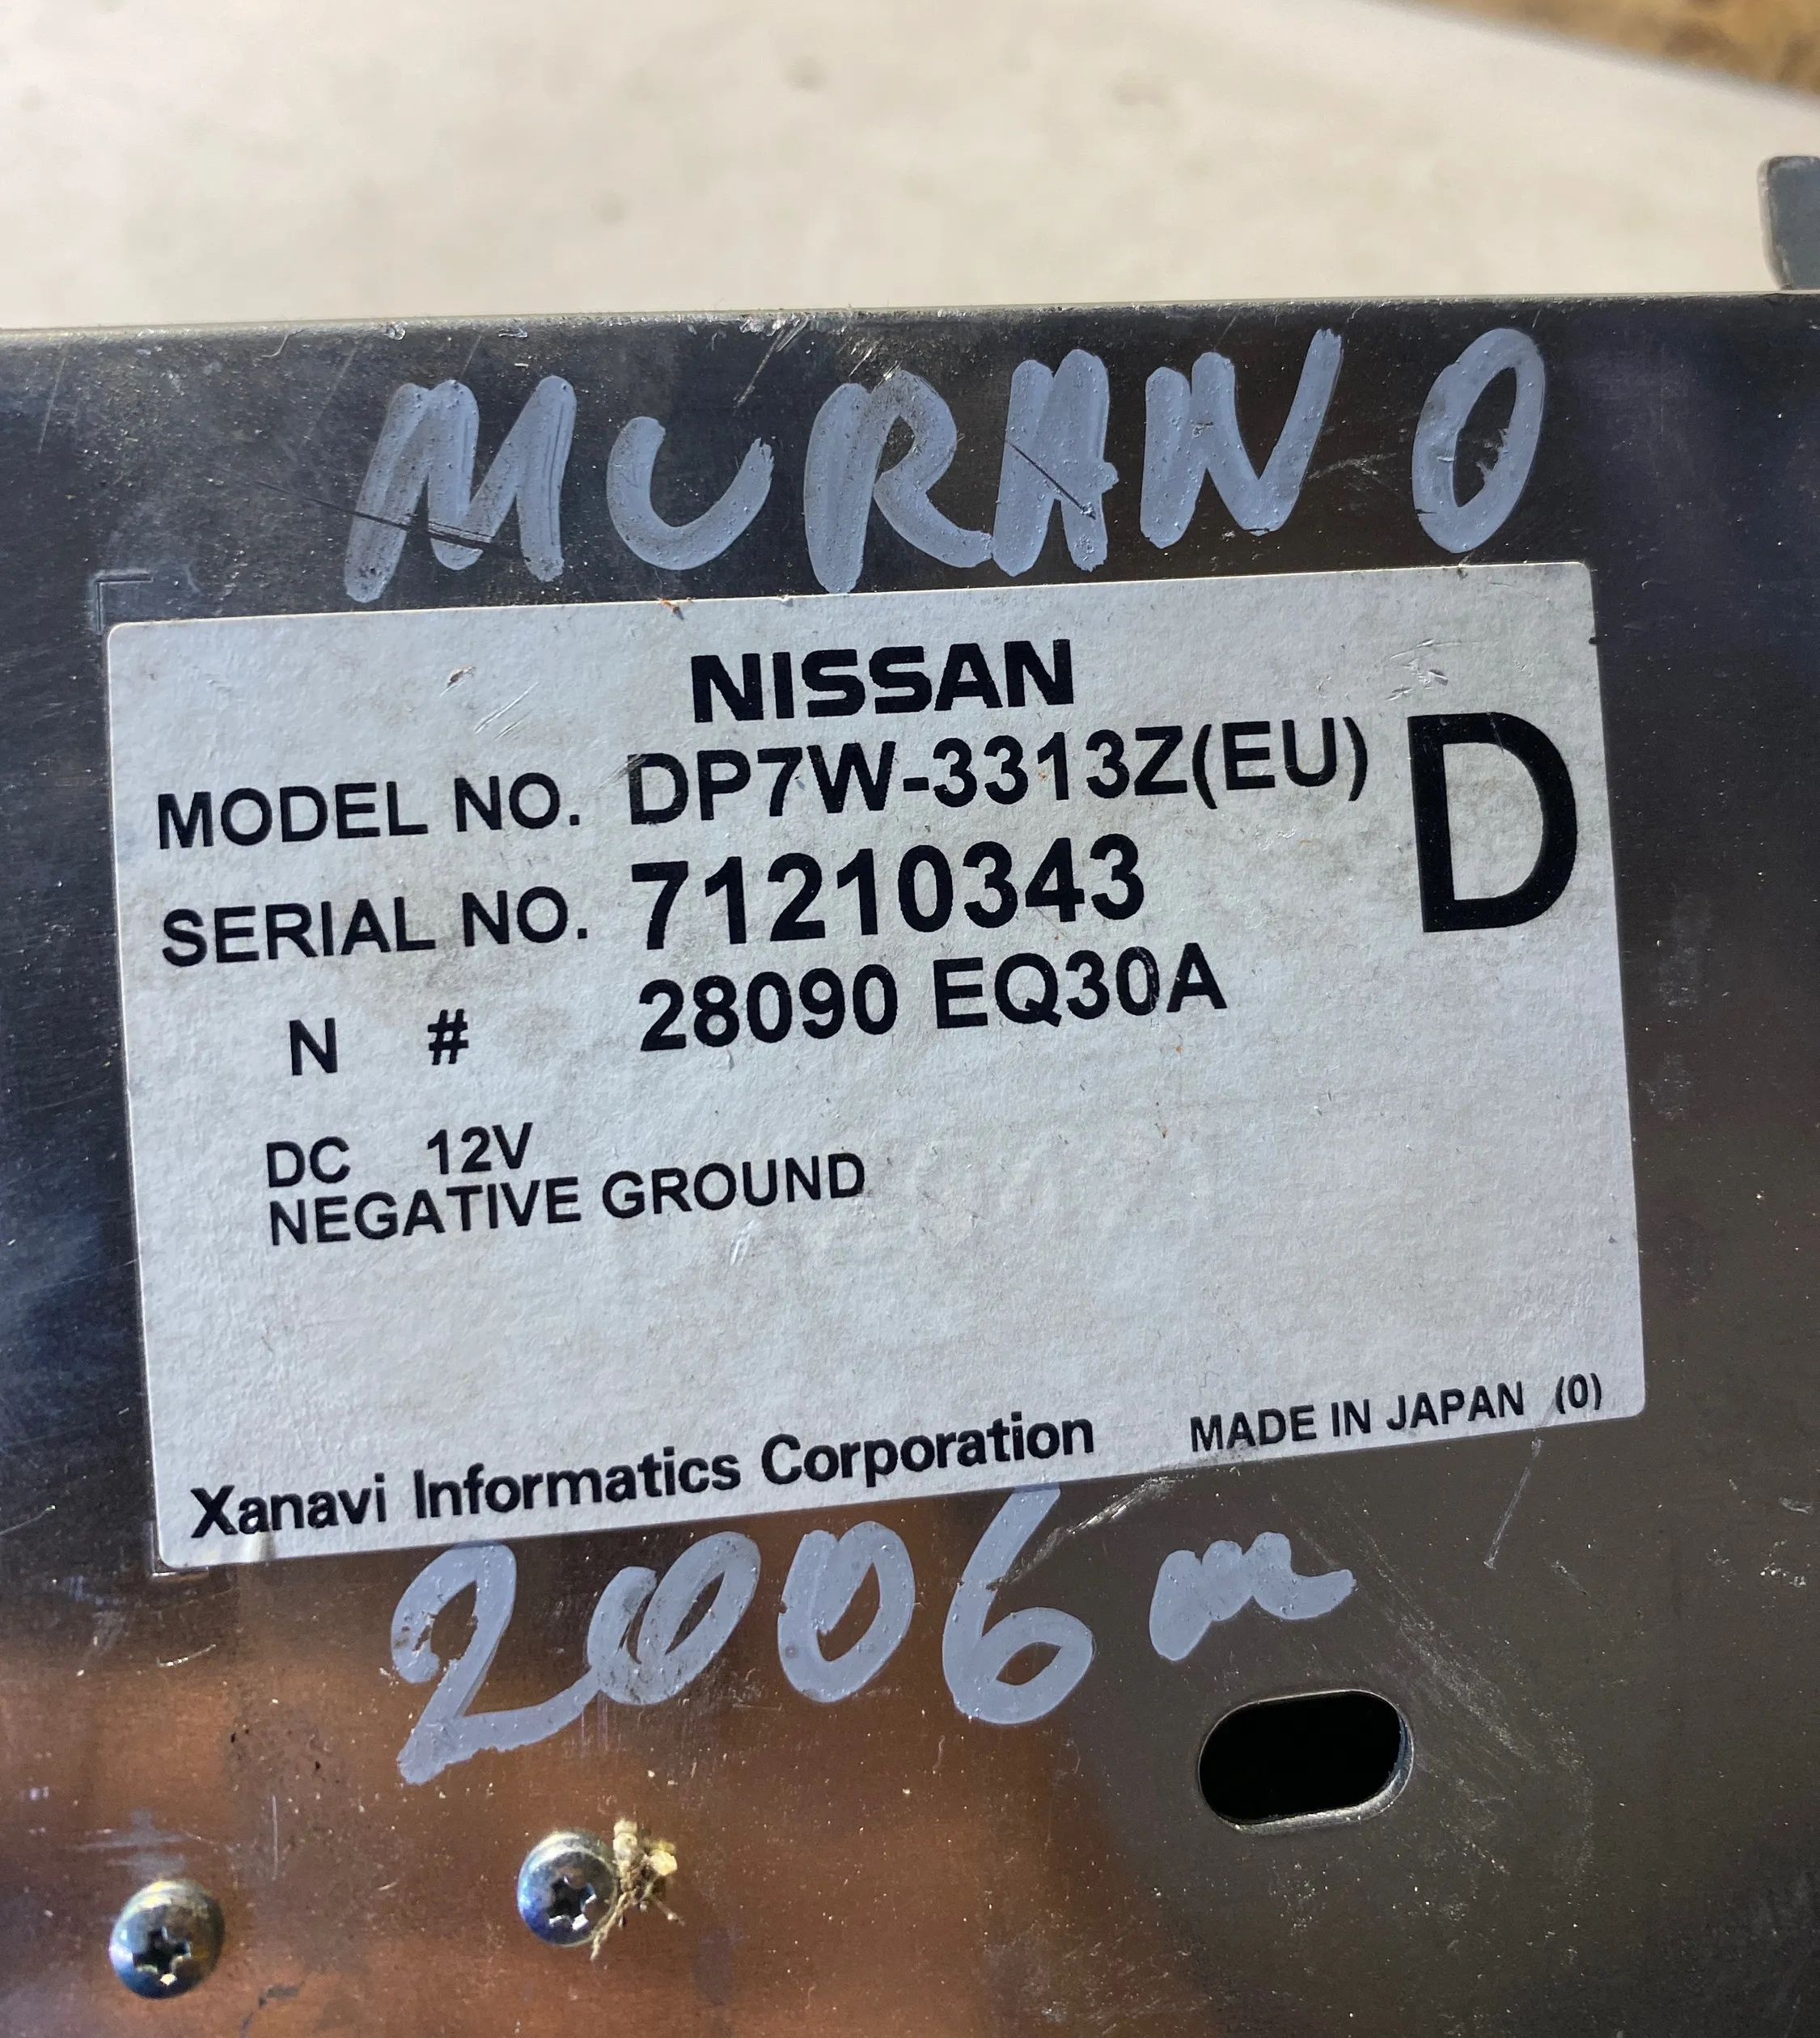 MURANO
NISSAN
MODEL NO. DP7W-3313Z(EU)
D
SERIAL NO. 71210343
N # 28090 EQ30A
DC 12V
NEGATIVE GROUND
Xanavi Informatics Corporation MADE IN JAPAN (0)
2006m